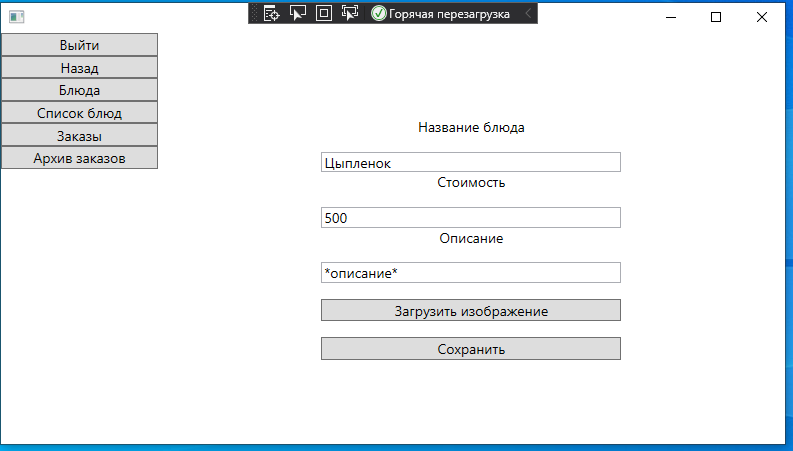 Горячая перезагрузка
Выйти
Назад
Блюда
Список блюд
Заказы
Архив заказов
Название блюда
Цыпленок
Стоимость
500
Описание
*описание*
Загрузить изображение
Сохранить